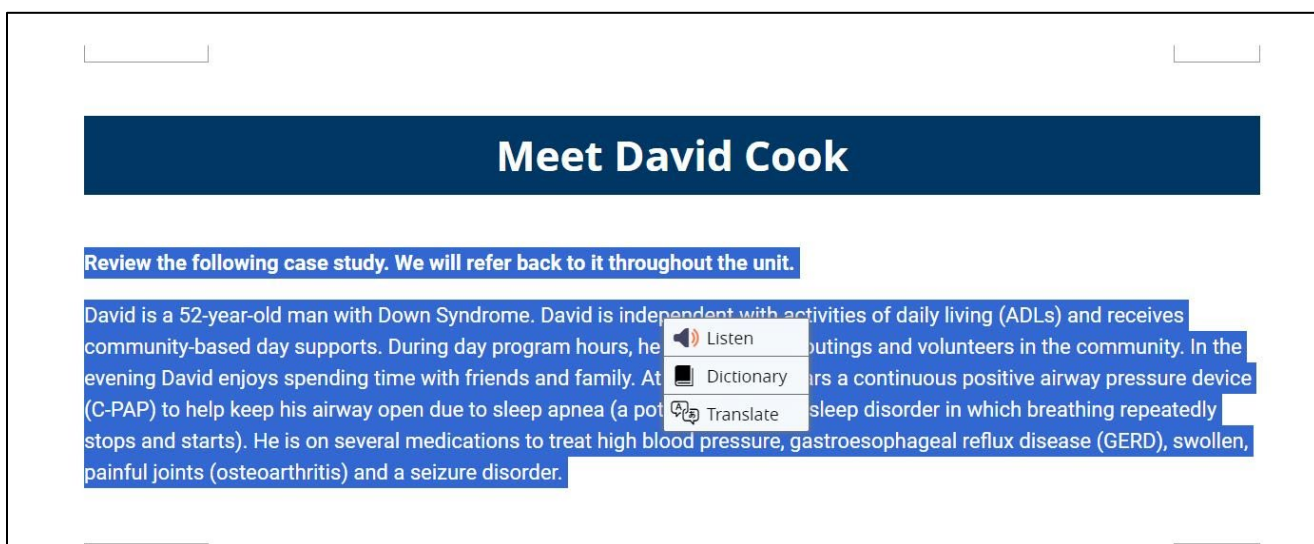 Meet David Cook
Review the following case study. We will refer back to it throughout the unit.
David is a 52-year-old man with Down Syndrome. David is independent with activities of daily living (ADLs) and receives
community-based day supports. During day program hours, he outings and volunteers in the community. In the
evening David enjoys spending time with friends and family. At a continuous positive airway pressure device
(C-PAP) to help keep his airway open due to sleep apnea (a sleep disorder in which breathing repeatedly
stops and starts). He is on several medications to treat high blood pressure, gastroesophageal reflux disease (GERD), swollen,
painful joints (osteoarthritis) and a seizure disorder.
Listen
Dictionary
Translate